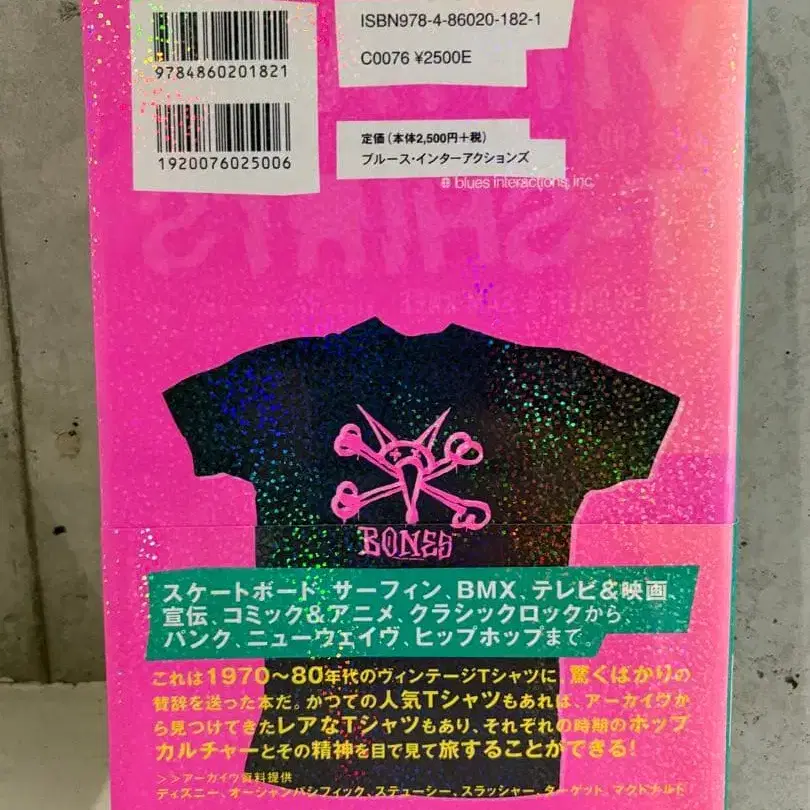 ISBN978-4-86020-182-1
C0076 ¥2500E
9784860201821
1920076025006
定価(本体2,500円+税)
ブルース・インターアクションズ
blues interactions, inc.
T-SHIRTS
BONES
スケートボード、サーフィン、BMX、テレビ&映画、
宣伝、コミック&アニメ、クラシックロックから、
パンク、ニューウェイヴ、ヒップホップまで。
これは1970〜80年代のヴィンテージTシャツに、驚くばかりの
賛辞を送った本だ。かつての人気Tシャツもあれば、アーカイヴか
ら見つけてきたレアなTシャツもあり、それぞれの時期のポップ
カルチャーとその精神を目で見て旅することができる!
>>アーカイヴ資料提供
ディズニー、オーシャンパシフィック、ステューシー、スラッシャー、ターゲット、マクドナルド